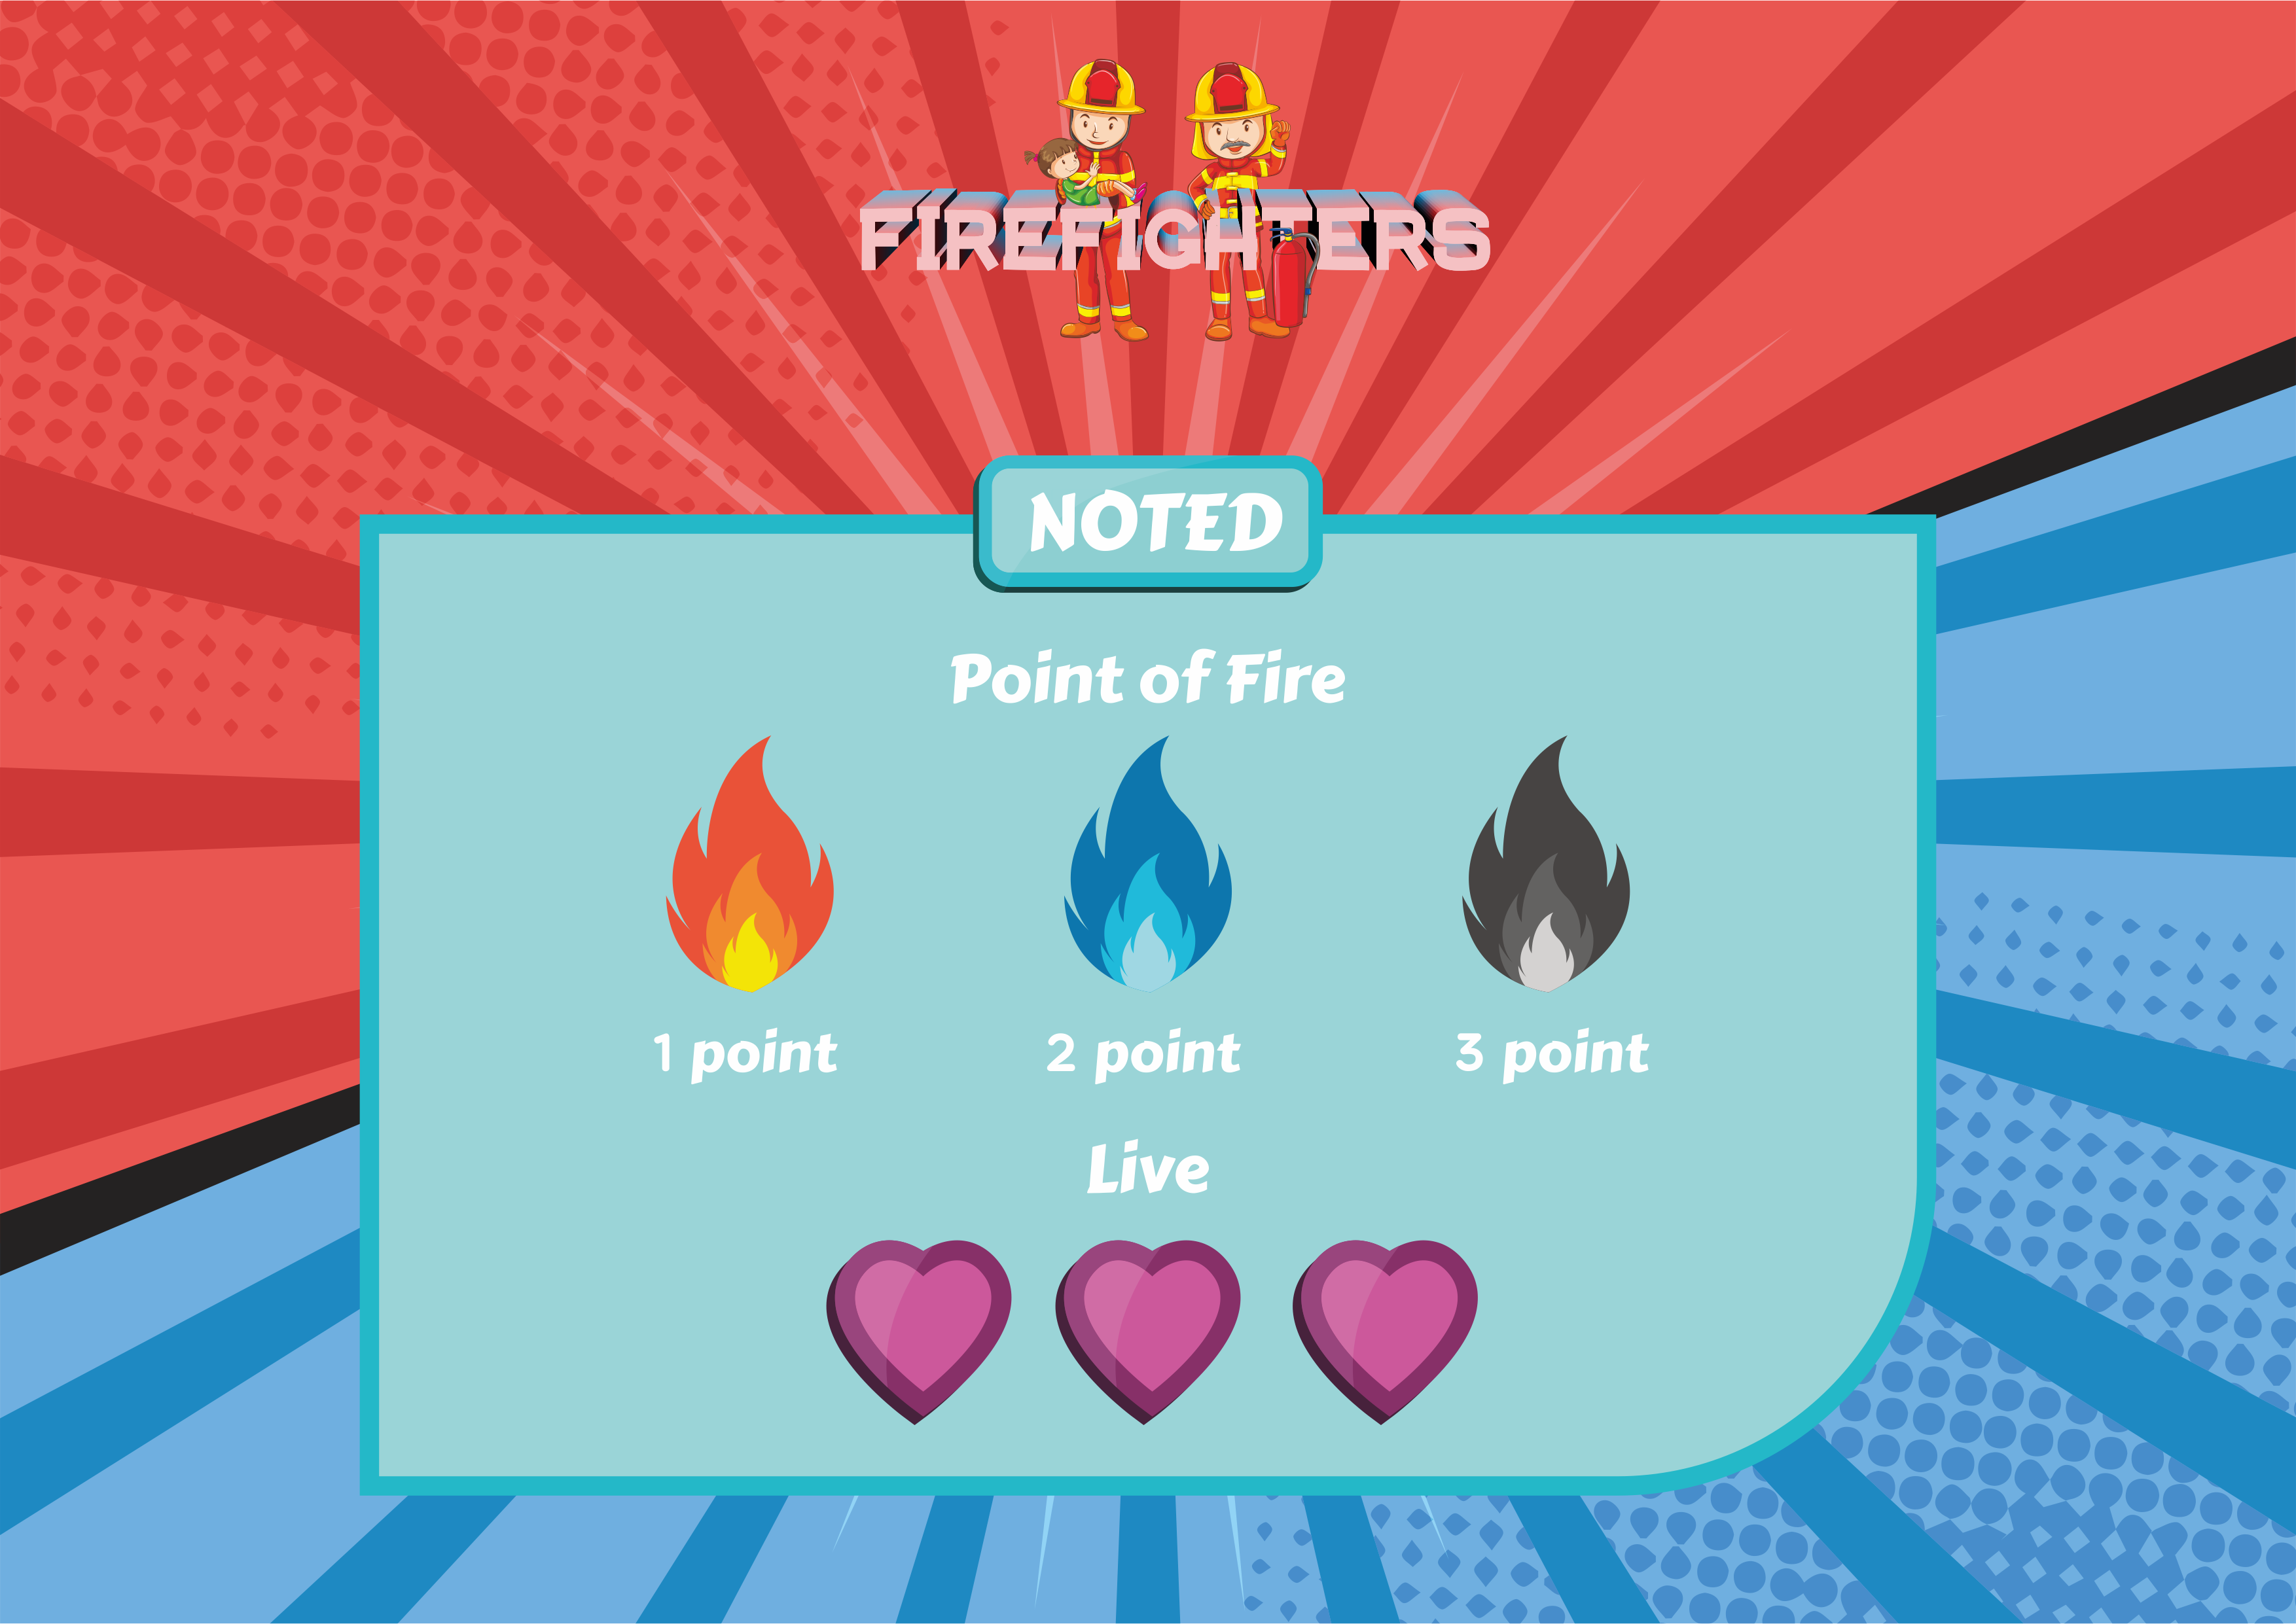 FIREFIGHTERS
NOTED
Point of Fire
1 point 2 point 3 point
Live